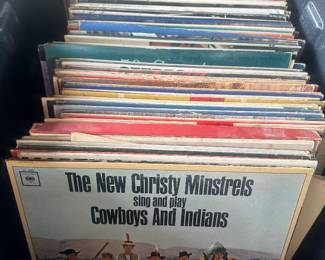 The New Christy Minstrels
sing and play
Cowboys And Indians